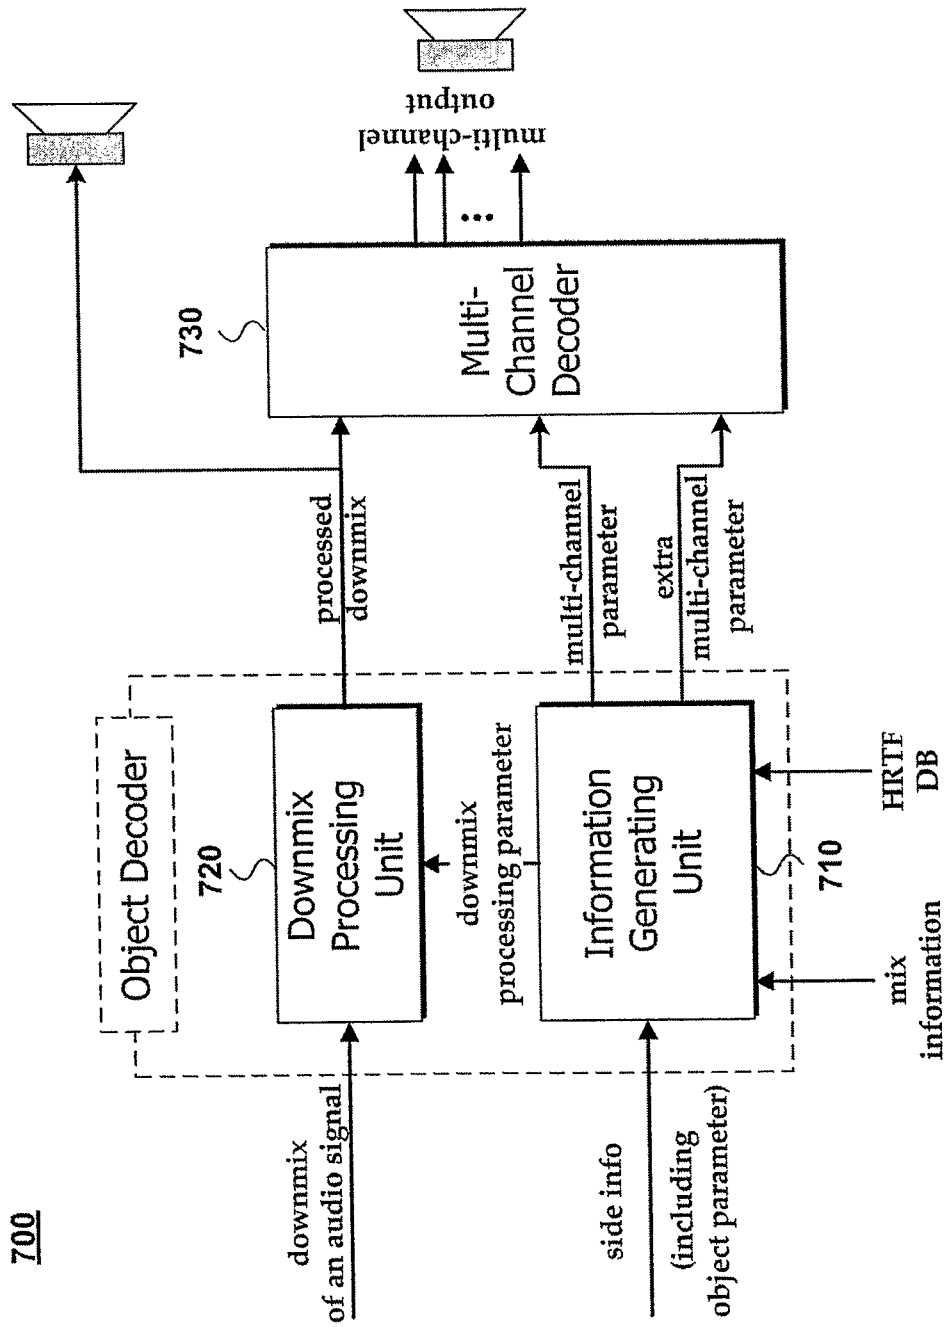 700
Object Decoder
720
Downmix
Processing
Unit
downmix
of an audio signal
processed
downmix
730
Multi-
Channel
Decoder
multi-channel
output
...
downmix
processing parameter
Information
Generating
Unit
710
side info
(including
object parameter)
mix
information
HRTF
DB
multi-channel
parameter
extra
multi-channel
parameter